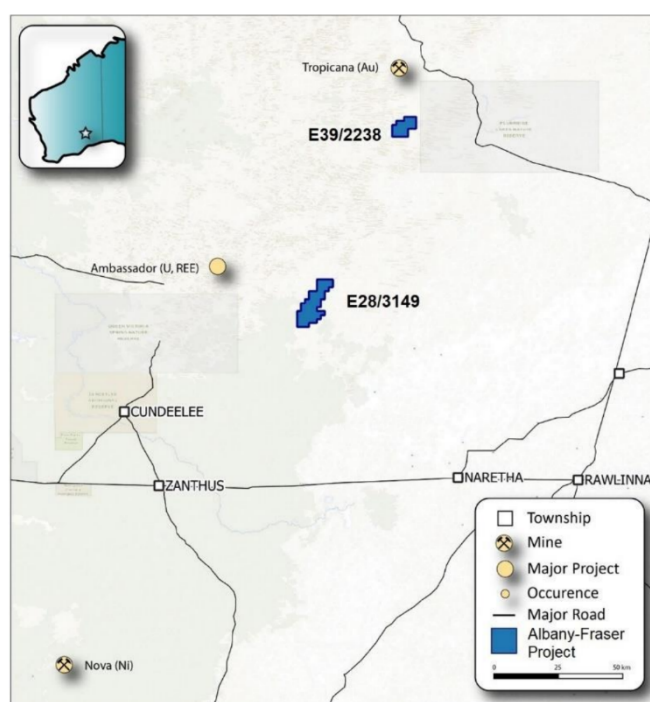 Tropicana (Au)
E39/2238
Ambassador (U, REE)
E28/3149
CUNDEELEE
ZANTHUS
NARETHA
RAWLINNA
Nova (Ni)
Township
Mine
Major Project
Occurence
Major Road
Albany-Fraser
Project
0 25 50 km